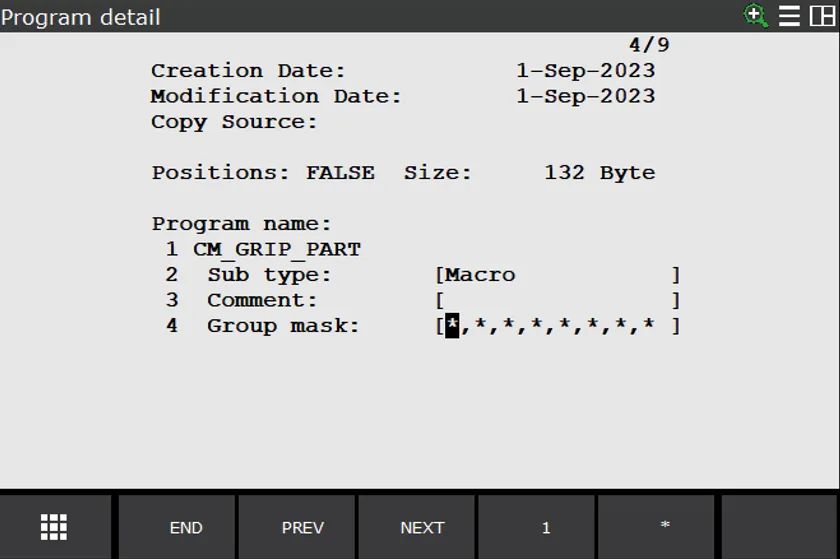 Program detail
4/9
Creation Date: 1-Sep-2023
Modification Date: 1-Sep-2023
Copy Source:
Positions: FALSE Size: 132 Byte
Program name:
1 CM_GRIP_PART
2 Sub type: [Macro ]
3 Comment: [ ]
4 Group mask: [*,*,*,*,*,*,*,* ]
END PREV NEXT 1 *